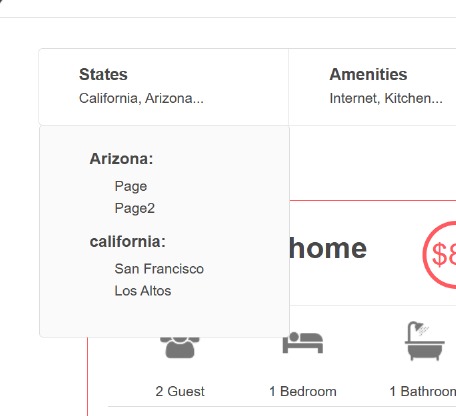 States
California, Arizona...
Amenities
Internet, Kitchen...
Arizona:
Page
Page2
california:
San Francisco
Los Altos
home
2 Guest
1 Bedroom
1 Bathroom